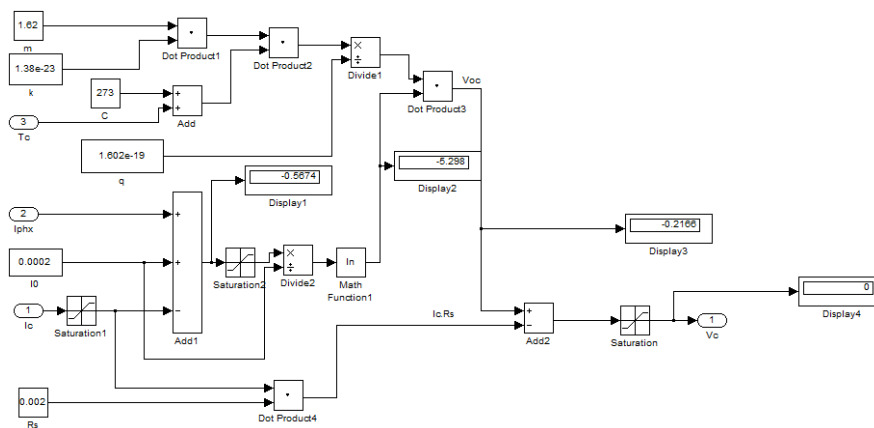 1.62
m
1.38e-23
k
Dot Product1
Dot Product2
×
÷
Divide1
273
C
+
+
Add
3
Tc
1.602e-19
q
Dot Product3
Voc
-0.5674
Display1
-5.298
Display2
2
Iphx
0.0002
I0
1
Ic
Saturation1
+
+
−
Add1
Saturation2
×
÷
Divide2
ln
Math
Function1
-0.2166
Display3
Ic.Rs
+
−
Add2
Saturation
1
Vc
0
Display4
0.002
Rs
Dot Product4